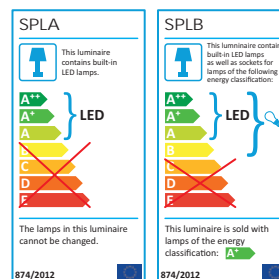 SPLA
This luminaire
contains built-in
LED lamps.
A++
A+
A
B
C
D
E
LED
The lamps in this luminaire
cannot be changed.
874/2012
SPLB
This lumninaire contain
built-in LED lamps
as well as sockets for
lamps of the following
energy classification:
A++
A+
A
B
C
D
E
LED
This luminaire is sold with
lamps of the energy
classification: A+
874/2012